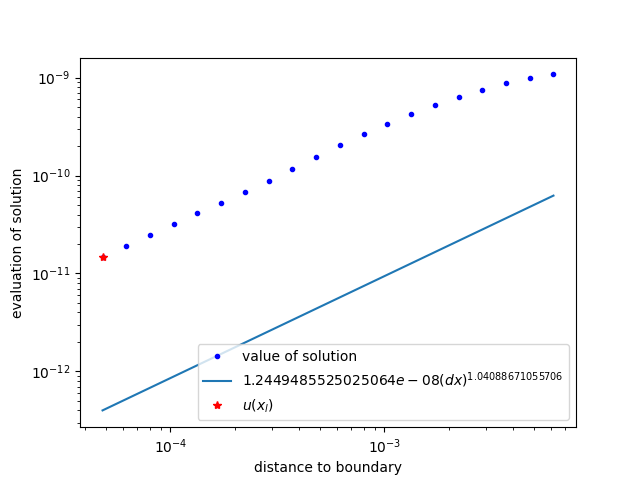 10⁻⁹
10⁻¹⁰
10⁻¹¹
10⁻¹²
evaluation of solution
value of solution
1.2449485525025064e − 08(dx)^1.04088671055706
u(x_I)
10⁻⁴
10⁻³
distance to boundary